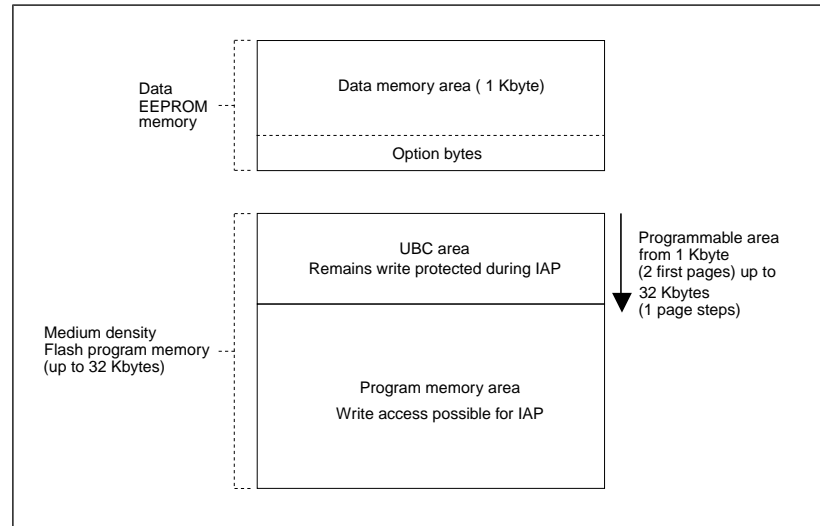 Data
EEPROM
memory
Data memory area ( 1 Kbyte)
Option bytes
Medium density
Flash program memory
(up to 32 Kbytes)
UBC area
Remains write protected during IAP
Program memory area
Write access possible for IAP
Programmable area
from 1 Kbyte
(2 first pages) up to
32 Kbytes
(1 page steps)